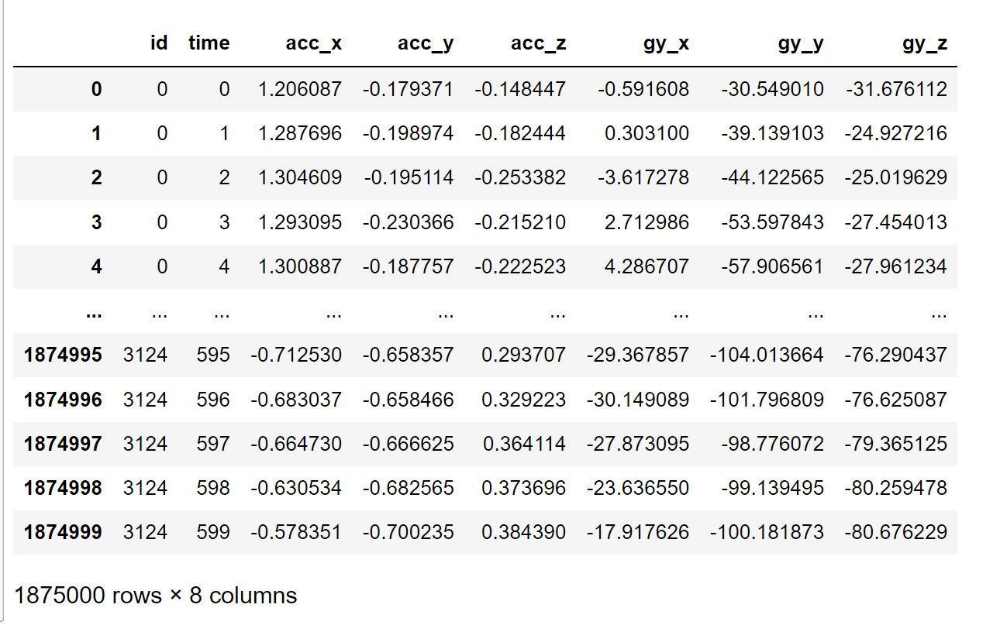 id time acc_x acc_y acc_z gy_x gy_y gy_z
0 0 0 1.206087 -0.179371 -0.148447 -0.591608 -30.549010 -31.676112
1 0 1 1.287696 -0.198974 -0.182444 0.303100 -39.139103 -24.927216
2 0 2 1.304609 -0.195114 -0.253382 -3.617278 -44.122565 -25.019629
3 0 3 1.293095 -0.230366 -0.215210 2.712986 -53.597843 -27.454013
4 0 4 1.300887 -0.187757 -0.222523 4.286707 -57.906561 -27.961234
... ... ... ... ... ... ... ... ...
1874995 3124 595 -0.712530 -0.658357 0.293707 -29.367857 -104.013664 -76.290437
1874996 3124 596 -0.683037 -0.658466 0.329223 -30.149089 -101.796809 -76.625087
1874997 3124 597 -0.664730 -0.666625 0.364114 -27.873095 -98.776072 -79.365125
1874998 3124 598 -0.630534 -0.682565 0.373696 -23.636550 -99.139495 -80.259478
1874999 3124 599 -0.578351 -0.700235 0.384390 -17.917626 -100.181873 -80.676229
1875000 rows × 8 columns